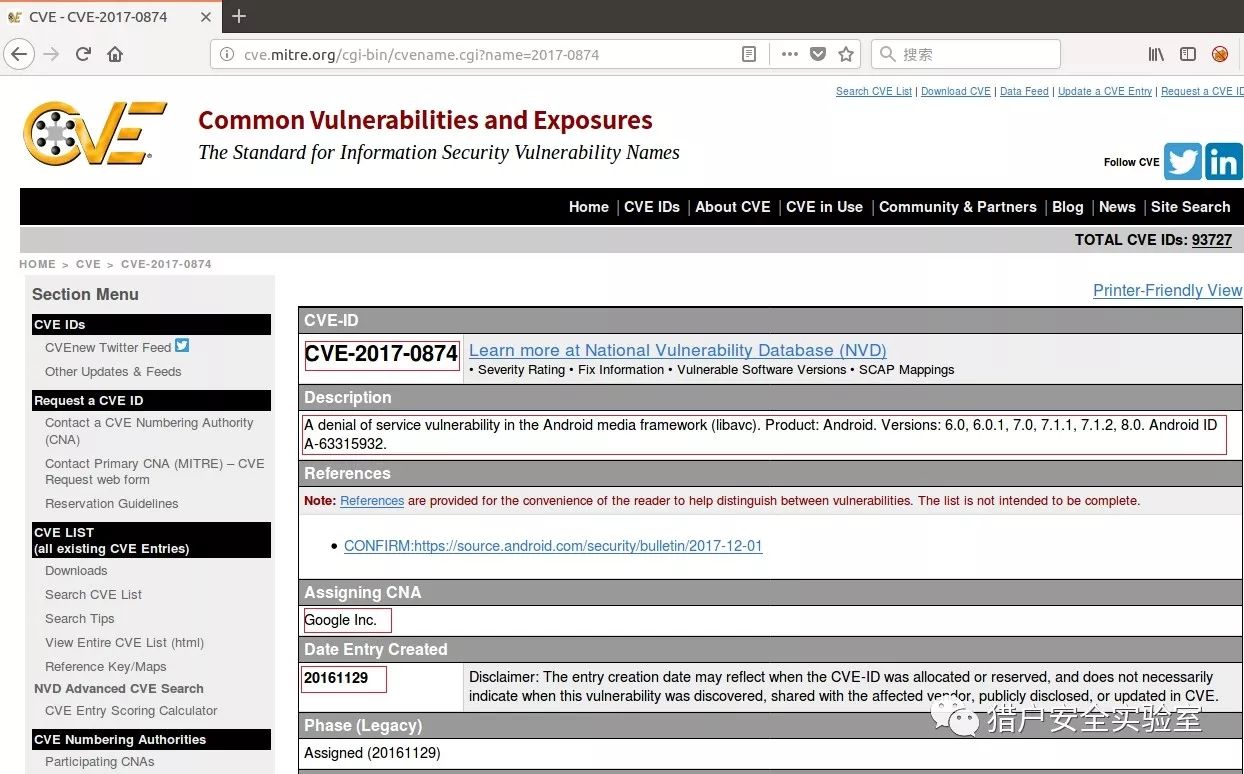 CVE - CVE-2017-0874
cve.mitre.org/cgi-bin/cvename.cgi?name=2017-0874
搜索
Search CVE List | Download CVE | Data Feed | Update a CVE Entry | Request a CVE ID
CVE
Common Vulnerabilities and Exposures
The Standard for Information Security Vulnerability Names
Follow CVE
in
Home | CVE IDs | About CVE | CVE in Use | Community & Partners | Blog | News | Site Search
TOTAL CVE IDs: 93727
HOME > CVE > CVE-2017-0874
Section Menu
CVE IDs
CVEnew Twitter Feed
Other Updates & Feeds
Request a CVE ID
Contact a CVE Numbering Authority
(CNA)
Contact Primary CNA (MITRE) – CVE
Request web form
Reservation Guidelines
CVE LIST
(all existing CVE Entries)
Downloads
Search CVE List
Search Tips
View Entire CVE List (html)
Reference Key/Maps
NVD Advanced CVE Search
CVE Entry Scoring Calculator
CVE Numbering Authorities
Participating CNAs
Printer-Friendly View
CVE-ID
CVE-2017-0874
Learn more at National Vulnerability Database (NVD)
• Severity Rating • Fix Information • Vulnerable Software Versions • SCAP Mappings
Description
A denial of service vulnerability in the Android media framework (libavc). Product: Android. Versions: 6.0, 6.0.1, 7.0, 7.1.1, 7.1.2, 8.0. Android ID
A-63315932.
References
Note: References are provided for the convenience of the reader to help distinguish between vulnerabilities. The list is not intended to be complete.
• CONFIRM:https://source.android.com/security/bulletin/2017-12-01
Assigning CNA
Google Inc.
Date Entry Created
20161129
Disclaimer: The entry creation date may reflect when the CVE-ID was allocated or reserved, and does not necessarily
indicate when this vulnerability was discovered, shared with the affected vendor, publicly disclosed, or updated in CVE.
Phase (Legacy)
Assigned (20161129)
猎户安全实验室